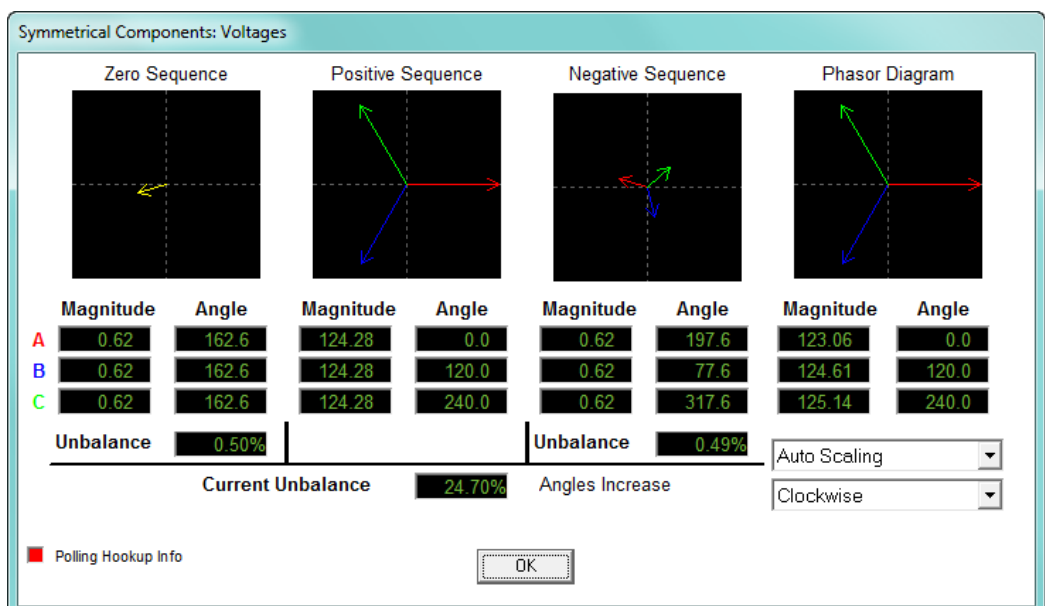 Symmetrical Components: Voltages
Zero Sequence Positive Sequence Negative Sequence Phasor Diagram
Magnitude Angle Magnitude Angle Magnitude Angle Magnitude Angle
A 0.62 162.6 124.28 0.0 0.62 197.6 123.06 0.0
B 0.62 162.6 124.28 120.0 0.62 77.6 124.61 120.0
C 0.62 162.6 124.28 240.0 0.62 317.6 125.14 240.0
Unbalance 0.50% Unbalance 0.49% Auto Scaling
Current Unbalance 24.70% Angles Increase Clockwise
Polling Hookup Info OK